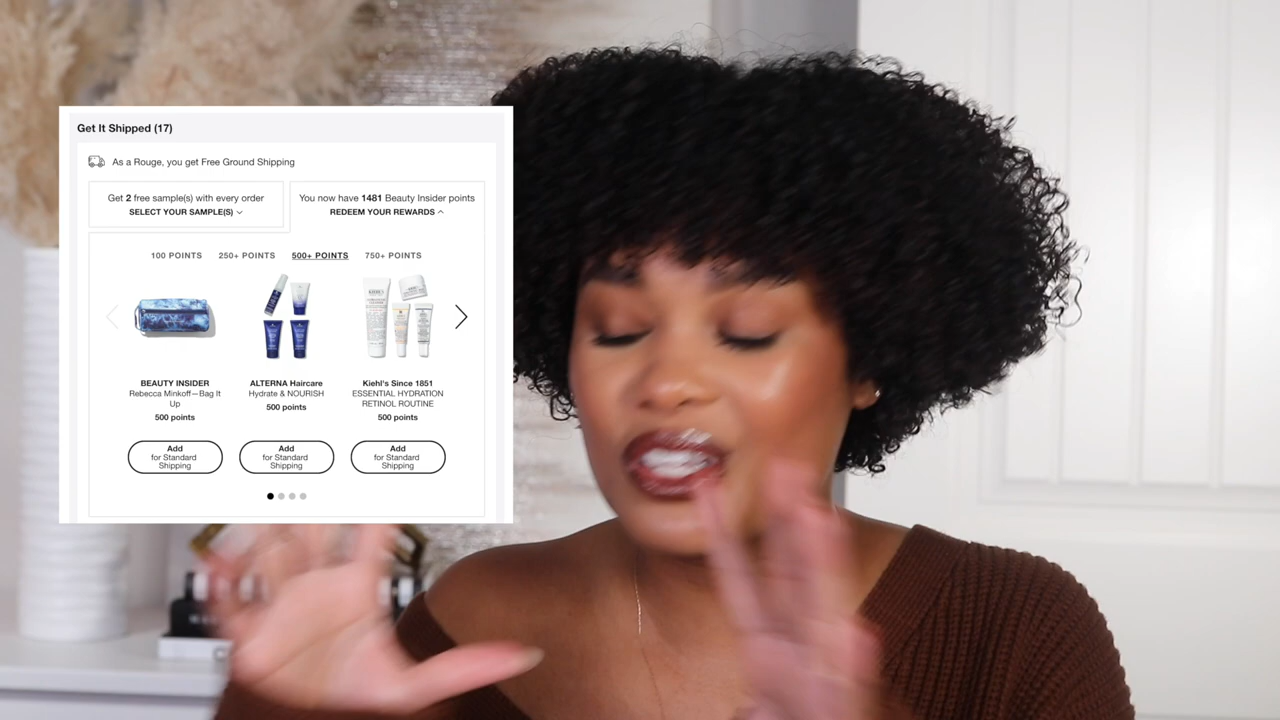 Get It Shipped (17)
As a Rouge, you get Free Ground Shipping
Get 2 free sample(s) with every order
SELECT YOUR SAMPLE(S)
You now have 1481 Beauty Insider points
REDEEM YOUR REWARDS
100 POINTS
250+ POINTS
500+ POINTS
750+ POINTS
BEAUTY INSIDER
Rebecca Minkoff—Bag It
Up
500 points
ALTERNA Haircare
Hydrate & NOURISH
500 points
Kiehl's Since 1851
ESSENTIAL HYDRATION
RETINOL ROUTINE
500 points
Add
for Standard
Shipping
Add
for Standard
Shipping
Add
for Standard
Shipping